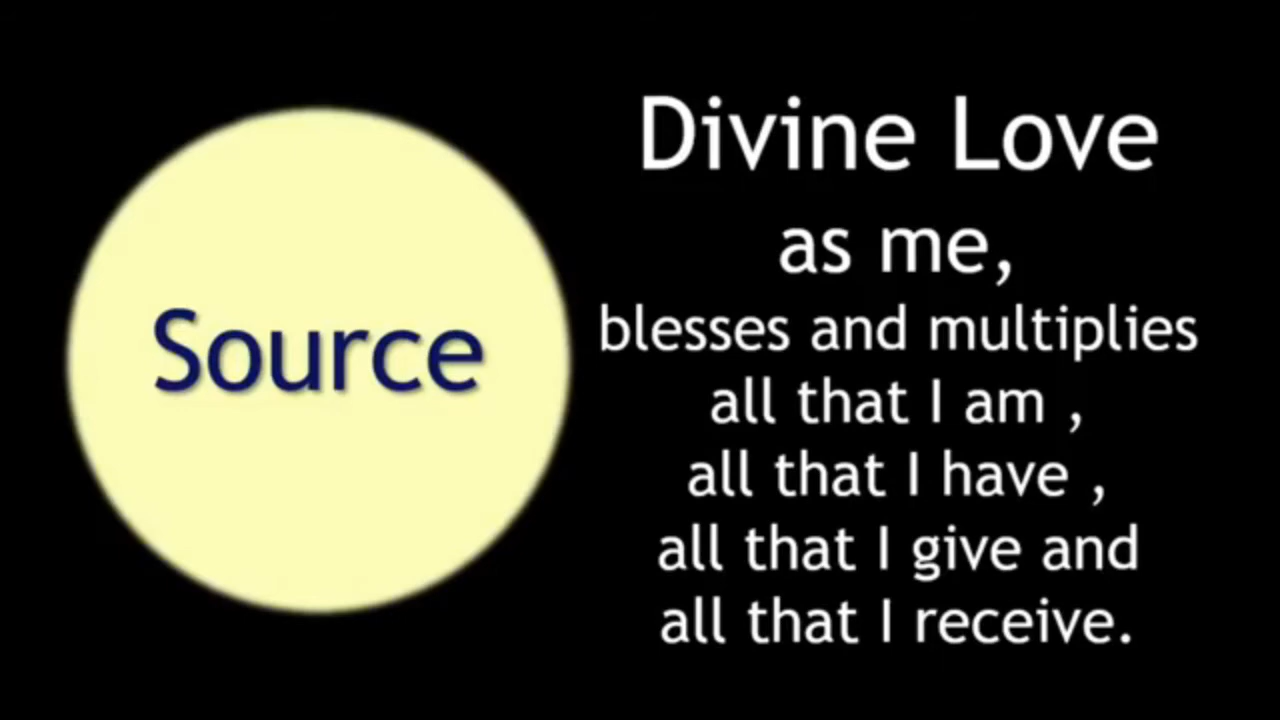 Source
Divine Love
as me,
blesses and multiplies
all that I am ,
all that I have ,
all that I give and
all that I receive.